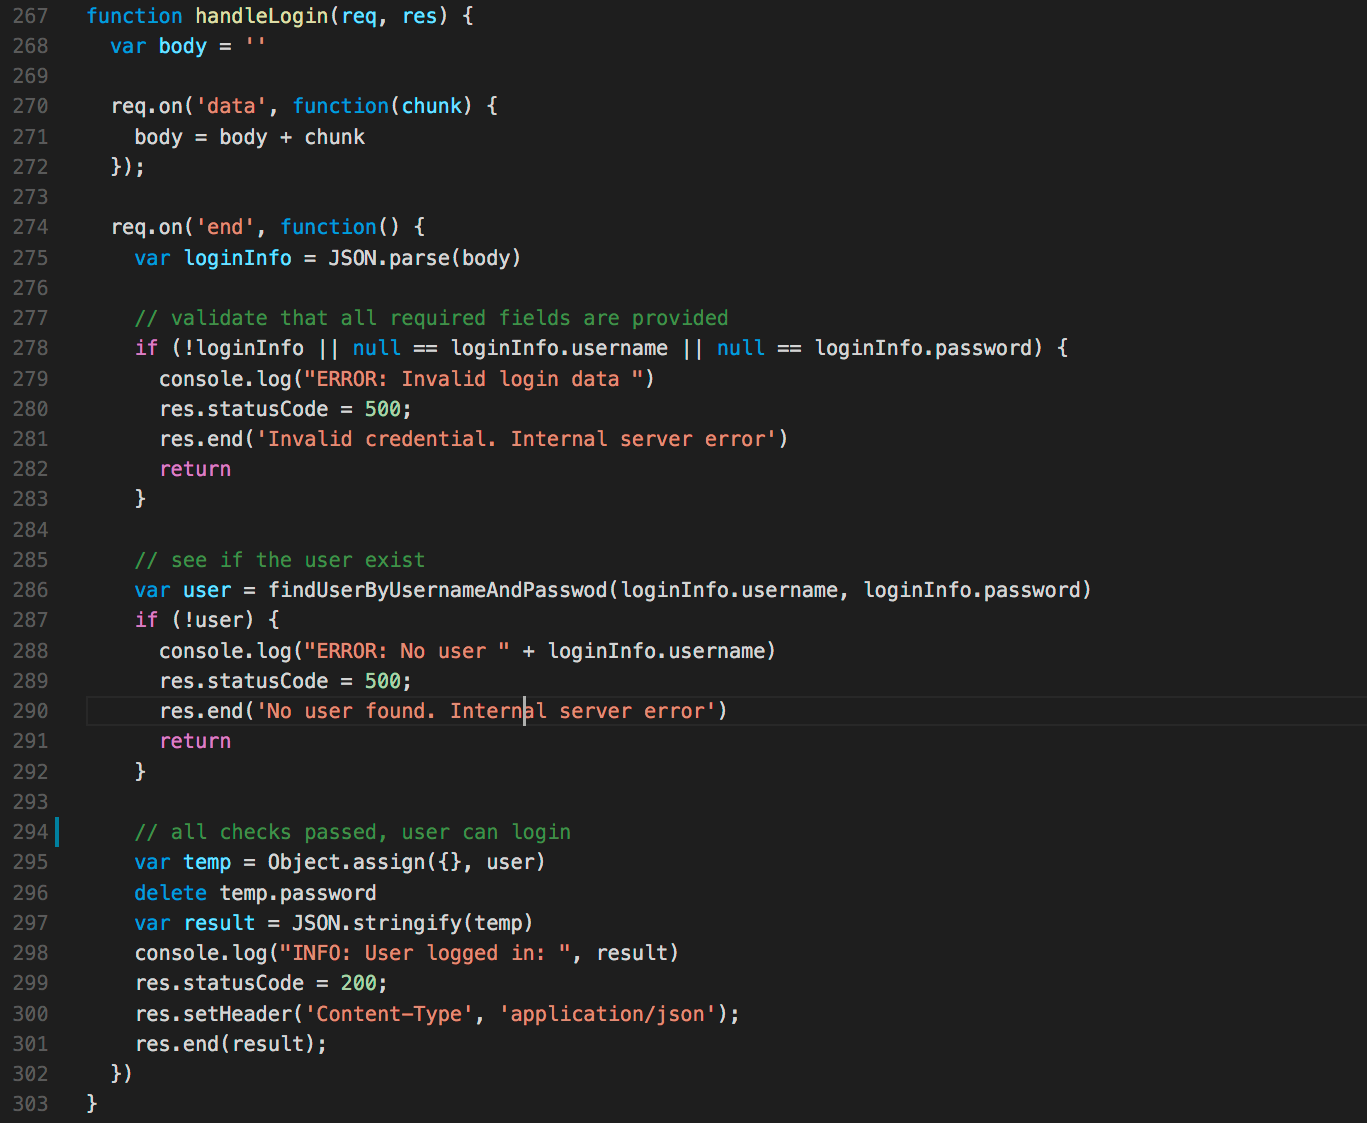 267 function handleLogin(req, res) {
268   var body = ''
269
270   req.on('data', function(chunk) {
271     body = body + chunk
272   });
273
274   req.on('end', function() {
275     var loginInfo = JSON.parse(body)
276
277     // validate that all required fields are provided
278     if (!loginInfo || null == loginInfo.username || null == loginInfo.password) {
279       console.log("ERROR: Invalid login data ")
280       res.statusCode = 500;
281       res.end('Invalid credential. Internal server error')
282       return
283     }
284
285     // see if the user exist
286     var user = findUserByUsernameAndPasswod(loginInfo.username, loginInfo.password)
287     if (!user) {
288       console.log("ERROR: No user " + loginInfo.username)
289       res.statusCode = 500;
290       res.end('No user found. Internal server error')
291       return
292     }
293
294     // all checks passed, user can login
295     var temp = Object.assign({}, user)
296     delete temp.password
297     var result = JSON.stringify(temp)
298     console.log("INFO: User logged in: ", result)
299     res.statusCode = 200;
300     res.setHeader('Content-Type', 'application/json');
301     res.end(result);
302   })
303 }